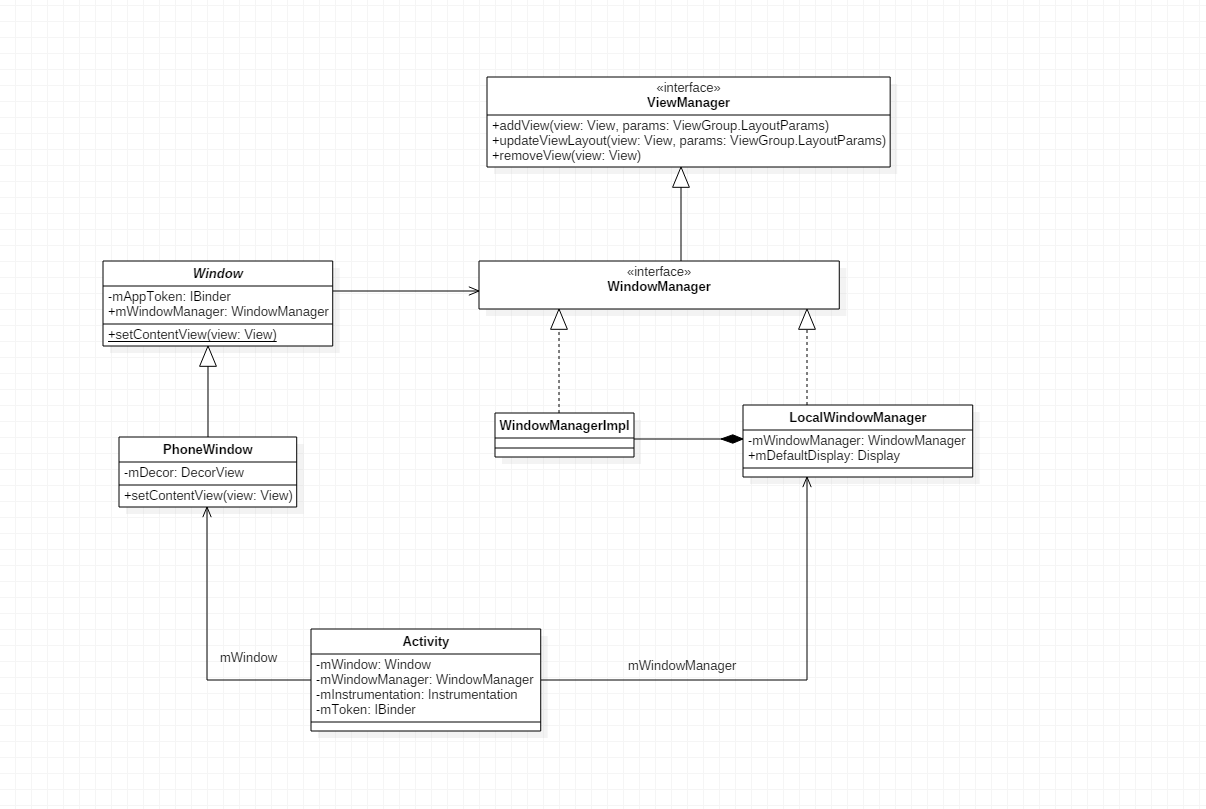 «interface»
ViewManager
+addView(view: View, params: ViewGroup.LayoutParams)
+updateViewLayout(view: View, params: ViewGroup.LayoutParams)
+removeView(view: View)
Window
-mAppToken: IBinder
+mWindowManager: WindowManager
+setContentView(view: View)
«interface»
WindowManager
WindowManagerImpl
LocalWindowManager
-mWindowManager: WindowManager
+mDefaultDisplay: Display
PhoneWindow
-mDecor: DecorView
+setContentView(view: View)
mWindow
Activity
-mWindow: Window
-mWindowManager: WindowManager
-mInstrumentation: Instrumentation
-mToken: IBinder
mWindowManager